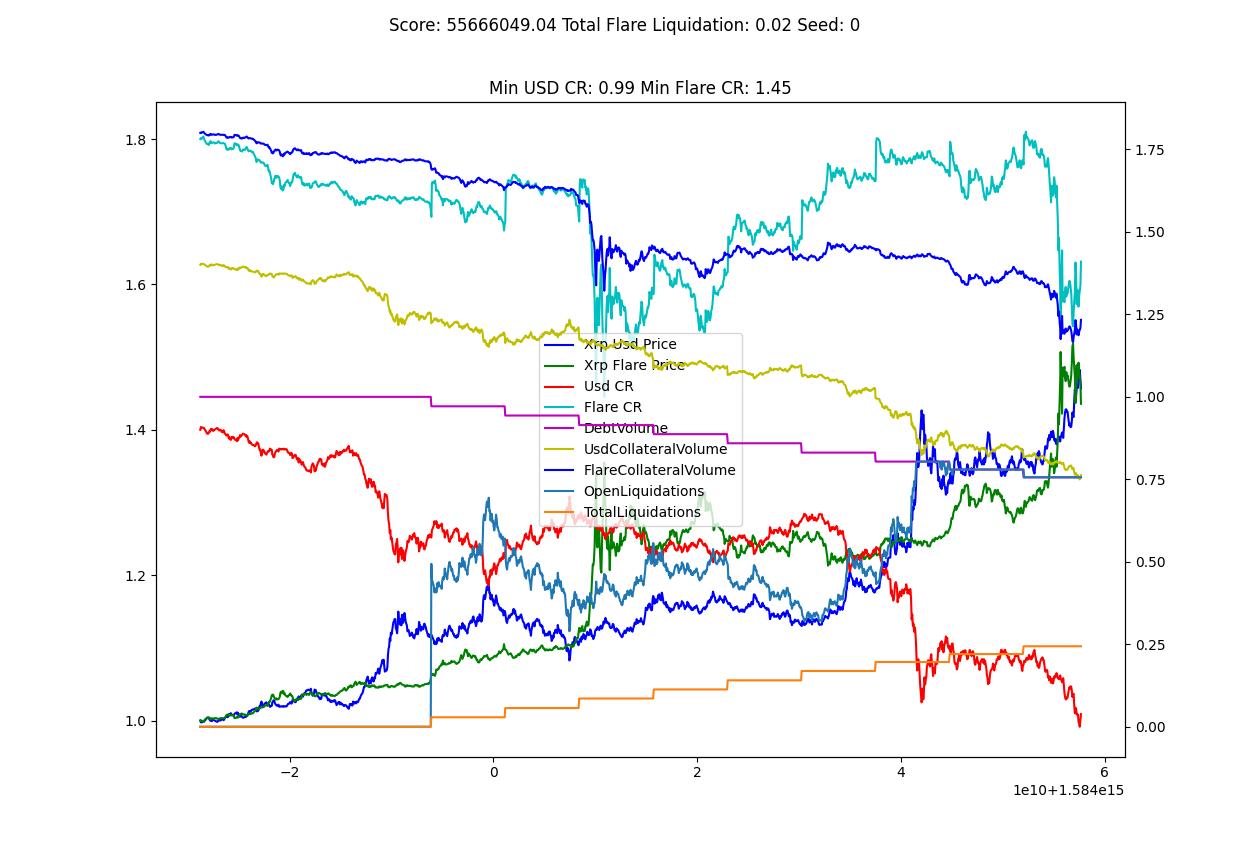 Score: 55666049.04 Total Flare Liquidation: 0.02 Seed: 0
Min USD CR: 0.99 Min Flare CR: 1.45
1.8
1.6
1.4
1.2
1.0
1.75
1.50
1.25
1.00
0.75
0.50
0.25
0.00
Xrp Usd Price
Xrp Flare Price
Usd CR
Flare CR
DebtVolume
UsdCollateralVolume
FlareCollateralVolume
OpenLiquidations
TotalLiquidations
−2 0 2 4 6
1e10+1.584e15